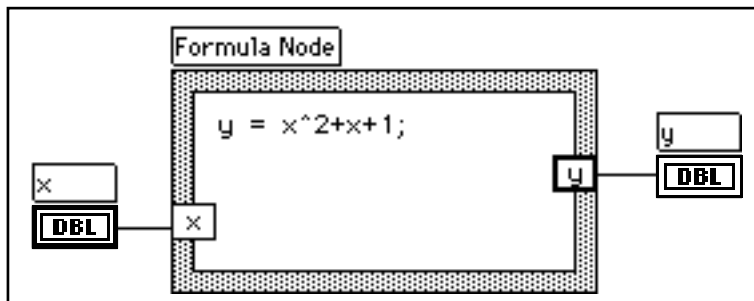 Formula Node
y = x^2+x+1;
y
y
DBL
x
DBL
x